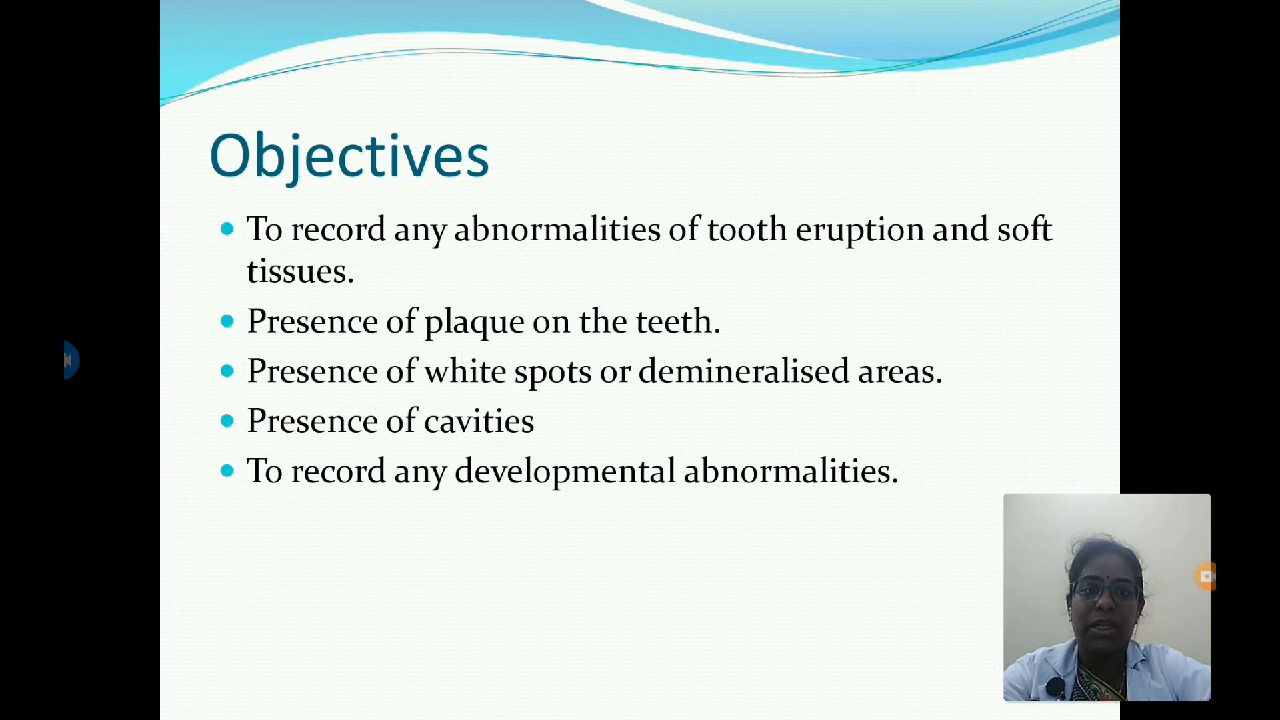 Objectives
To record any abnormalities of tooth eruption and soft
tissues.
Presence of plaque on the teeth.
Presence of white spots or demineralised areas.
Presence of cavities
To record any developmental abnormalities.